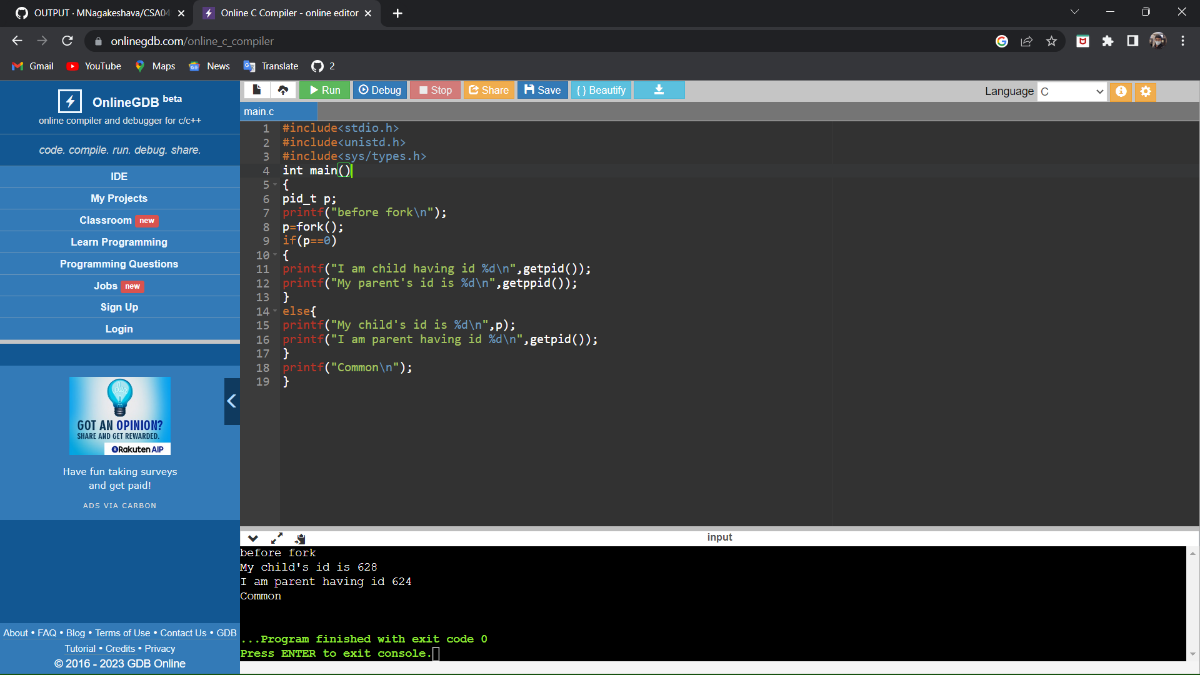 OUTPUT · MNagakeshava/CSA04
Online C Compiler - online editor
onlinegdb.com/online_c_compiler
Gmail YouTube Maps News Translate 2
OnlineGDB beta
online compiler and debugger for c/c++
code. compile. run. debug. share.
IDE
My Projects
Classroom new
Learn Programming
Programming Questions
Jobs new
Sign Up
Login
GOT AN OPINION?
SHARE AND GET REWARDED.
Rakuten AIP
Have fun taking surveys
and get paid!
ADS VIA CARBON
About • FAQ • Blog • Terms of Use • Contact Us • GDB
Tutorial • Credits • Privacy
© 2016 - 2023 GDB Online
Run Debug Stop Share Save { } Beautify
Language C
main.c
1 #include<stdio.h>
2 #include<unistd.h>
3 #include<sys/types.h>
4 int main()
5 {
6 pid_t p;
7 printf("before fork\n");
8 p=fork();
9 if(p==0)
10 {
11 printf("I am child having id %d\n",getpid());
12 printf("My parent's id is %d\n",getppid());
13 }
14 else{
15 printf("My child's id is %d\n",p);
16 printf("I am parent having id %d\n",getpid());
17 }
18 printf("Common\n");
19 }
input
before fork
My child's id is 628
I am parent having id 624
Common
...Program finished with exit code 0
Press ENTER to exit console.